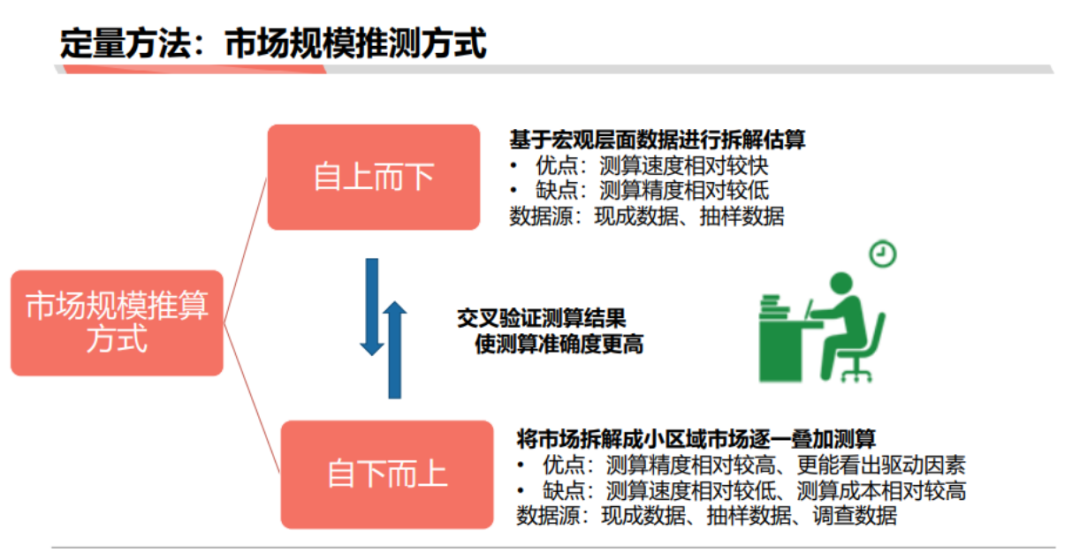 定量方法：市场规模推测方式
市场规模推算
方式
自上而下
基于宏观层面数据进行拆解估算
• 优点：测算速度相对较快
• 缺点：测算精度相对较低
数据源：现成数据、抽样数据
交叉验证测算结果
使测算准确度更高
自下而上
将市场拆解成小区域市场逐一叠加测算
• 优点：测算精度相对较高、更能看出驱动因素
• 缺点：测算速度相对较低、测算成本相对较高
数据源：现成数据、抽样数据、调查数据